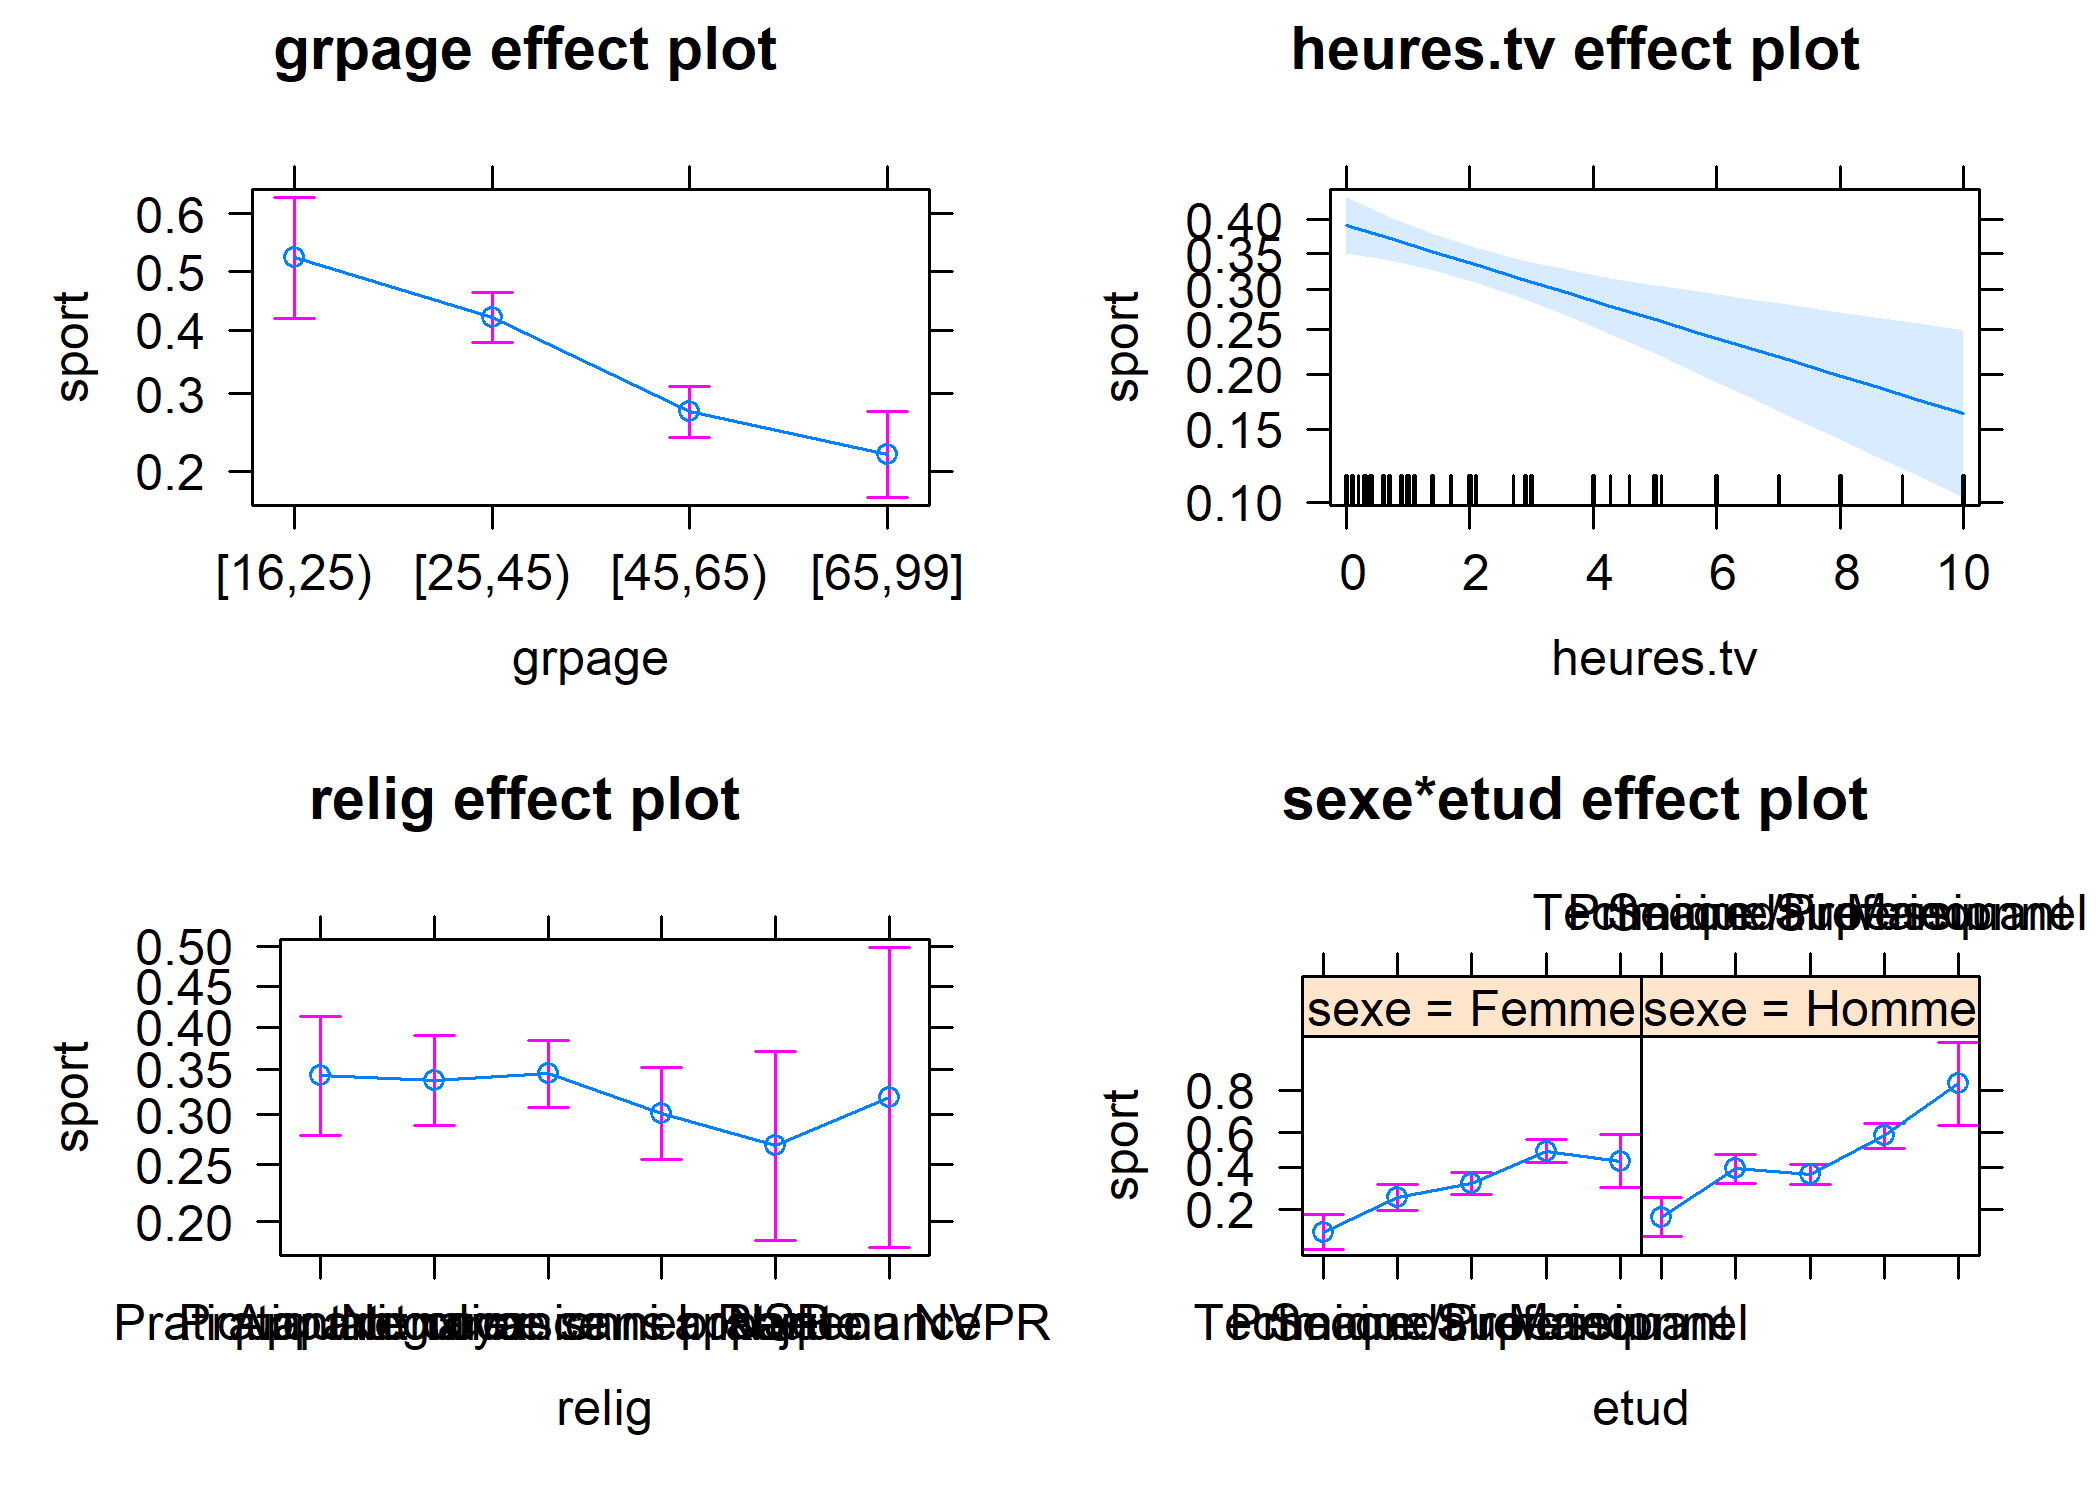 grpage effect plot
sport
0.6
0.5
0.4
0.3
0.2
[16,25) [25,45) [45,65) [65,99]
grpage
heures.tv effect plot
sport
0.40
0.35
0.30
0.25
0.20
0.15
0.10
0 2 4 6 8 10
heures.tv
relig effect plot
sport
0.50
0.45
0.40
0.35
0.30
0.25
0.20
NVPR
relig
sexe*etud effect plot
sexe = Femme sexe = Homme
sport
0.8
0.6
0.4
0.2
etud